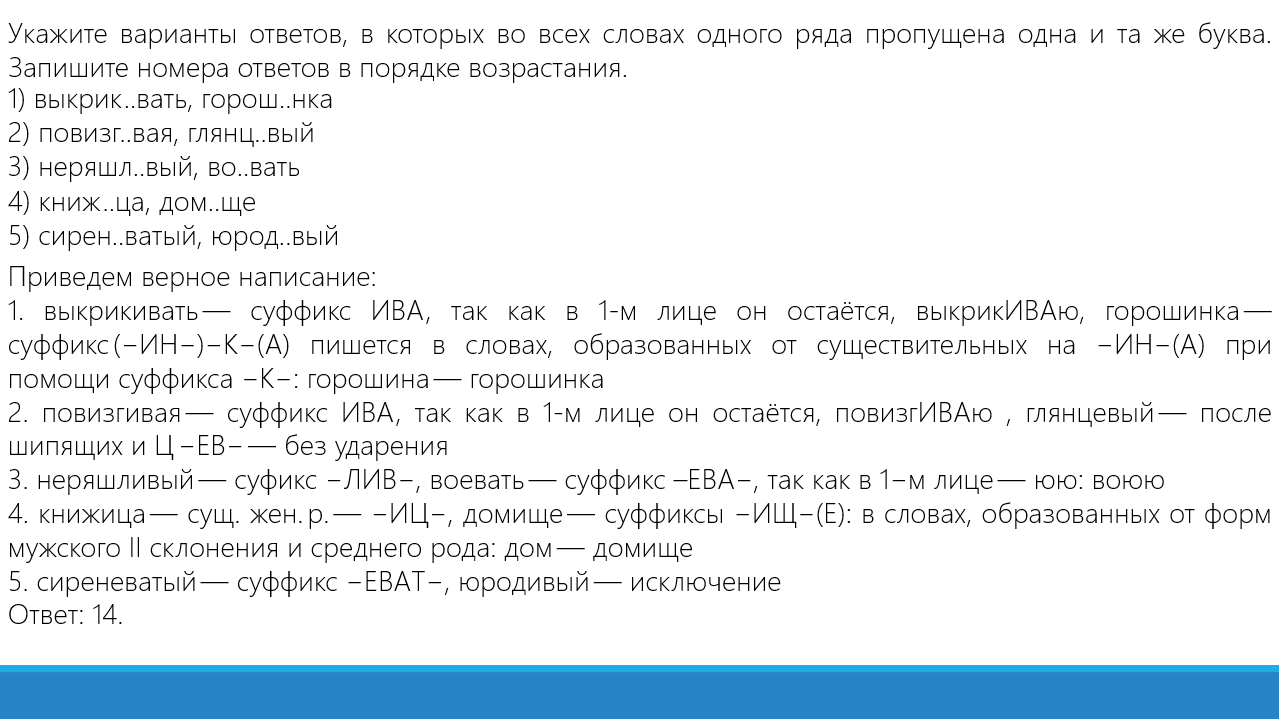 Укажите варианты ответов, в которых во всех словах одного ряда пропущена одна и та же буква.
Запишите номера ответов в порядке возрастания.
1) выкрик..вать, горош..нка
2) повизг..вая, глянц..вый
3) неряшл..вый, во..вать
4) книж..ца, дом..ще
5) сирен..ватый, юрод..вый
Приведем верное написание:
1. выкрикивать— суффикс ИВА, так как в 1-м лице он остаётся, выкрикИВАю, горошинка—
суффикс(−ИН−)−К−(А) пишется в словах, образованных от существительных на −ИН−(А) при
помощи суффикса −К−: горошина— горошинка
2. повизгивая— суффикс ИВА, так как в 1-м лице он остаётся, повизгИВАю , глянцевый— после
шипящих и Ц −ЕВ− — без ударения
3. неряшливый— суфикс −ЛИВ−, воевать— суффикс –ЕВА−, так как в 1−м лице— юю: воюю
4. книжица— сущ. жен. р.— −ИЦ−, домище— суффиксы −ИЩ−(Е): в словах, образованных от форм
мужского II склонения и среднего рода: дом— домище
5. сиреневатый— суффикс −ЕВАТ−, юродивый— исключение
Ответ: 14.